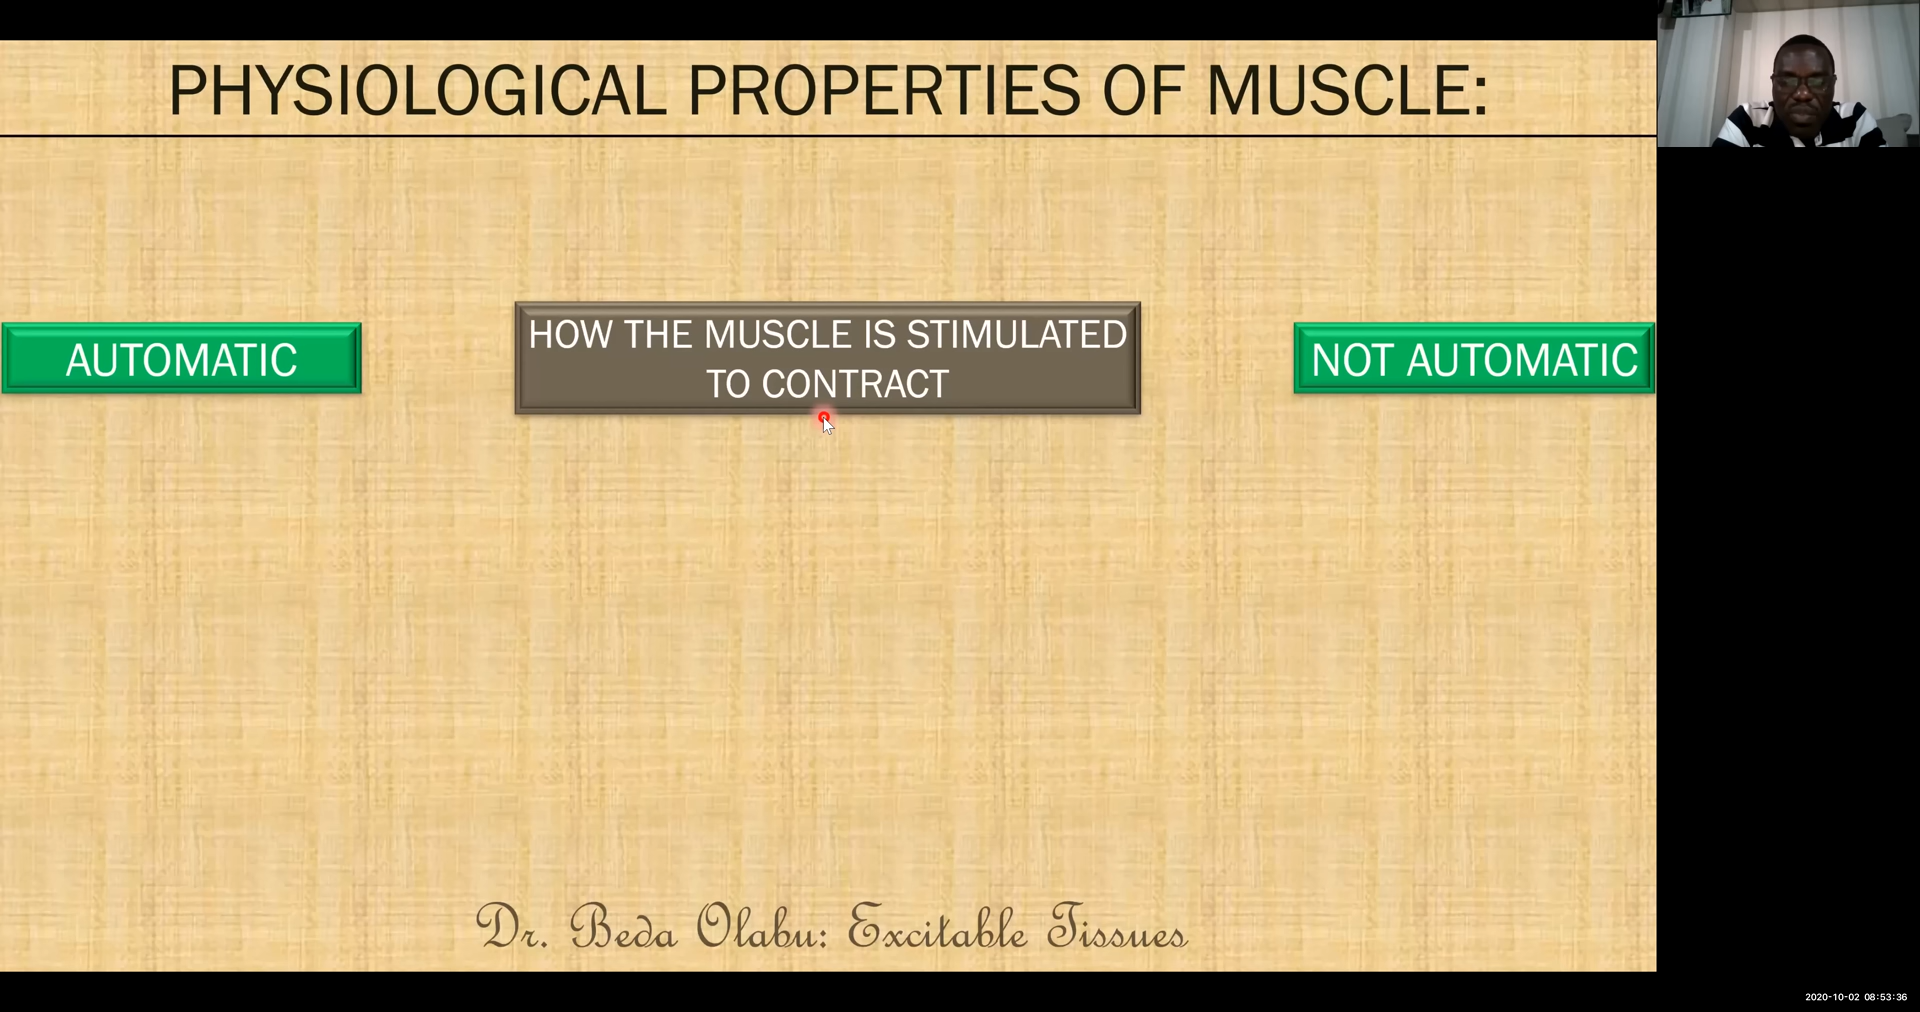 PHYSIOLOGICAL PROPERTIES OF MUSCLE:
AUTOMATIC
HOW THE MUSCLE IS STIMULATED
TO CONTRACT
NOT AUTOMATIC
Dr. Beda Olabu: Excitable Tissues
2020-10-02 08:53:36